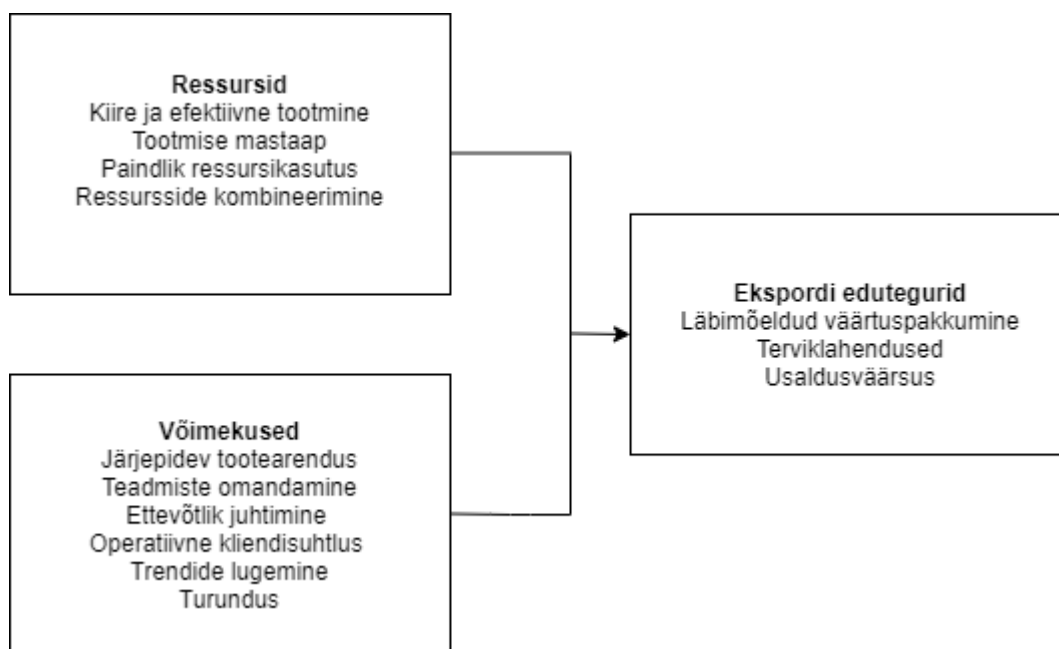 Ressursid
Kiire ja efektiivne tootmine
Tootmise mastaap
Paindlik ressursikasutus
Ressursside kombineerimine
Võimekused
Järjepidev tootearendus
Teadmiste omandamine
Ettevõtlik juhtimine
Operatiivne kliendisuhtlus
Trendide lugemine
Turundus
Ekspordi edutegurid
Läbimõeldud väärtuspakkumine
Terviklahendused
Usaldusväärsus